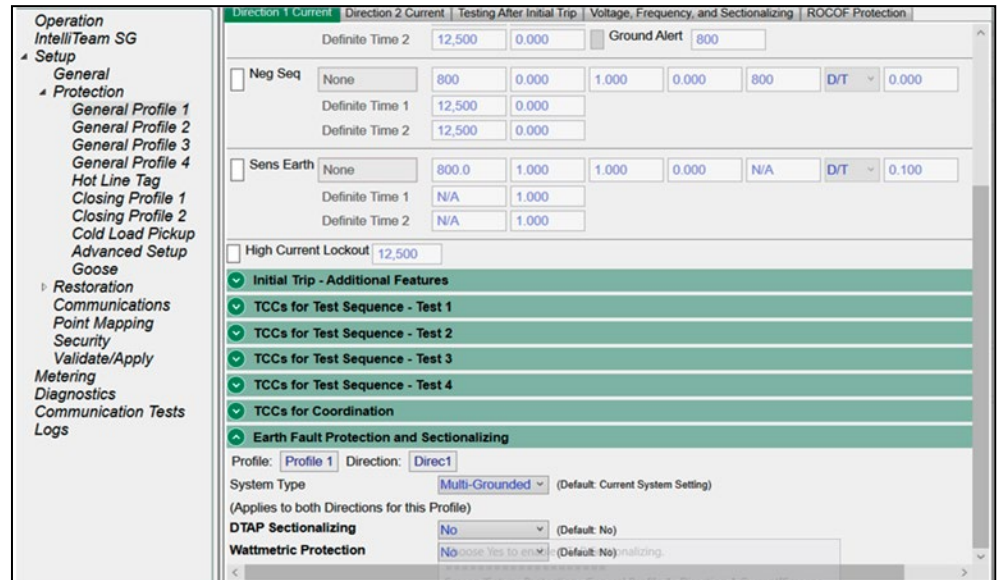 Operation
IntelliTeam SG
Setup
General
Protection
General Profile 1
General Profile 2
General Profile 3
General Profile 4
Hot Line Tag
Closing Profile 1
Closing Profile 2
Cold Load Pickup
Advanced Setup
Goose
Restoration
Communications
Point Mapping
Security
Validate/Apply
Metering
Diagnostics
Communication Tests
Logs
Direction 1 Current Direction 2 Current Testing After Initial Trip Voltage, Frequency, and Sectionalizing ROCOF Protection
Definite Time 2 12,500 0.000 Ground Alert 800
Neg Seq None 800 0.000 1.000 0.000 800 D/T 0.000
Definite Time 1 12,500 0.000
Definite Time 2 12,500 0.000
Sens Earth None 800.0 1.000 1.000 0.000 N/A D/T 0.100
Definite Time 1 N/A 1.000
Definite Time 2 N/A 1.000
High Current Lockout 12,500
Initial Trip - Additional Features
TCCs for Test Sequence - Test 1
TCCs for Test Sequence - Test 2
TCCs for Test Sequence - Test 3
TCCs for Test Sequence - Test 4
TCCs for Coordination
Earth Fault Protection and Sectionalizing
Profile: Profile 1 Direction: Direc1
System Type Multi-Grounded (Default: Current System Setting)
(Applies to both Directions for this Profile)
DTAP Sectionalizing No (Default: No)
Wattmetric Protection No (Default: No)